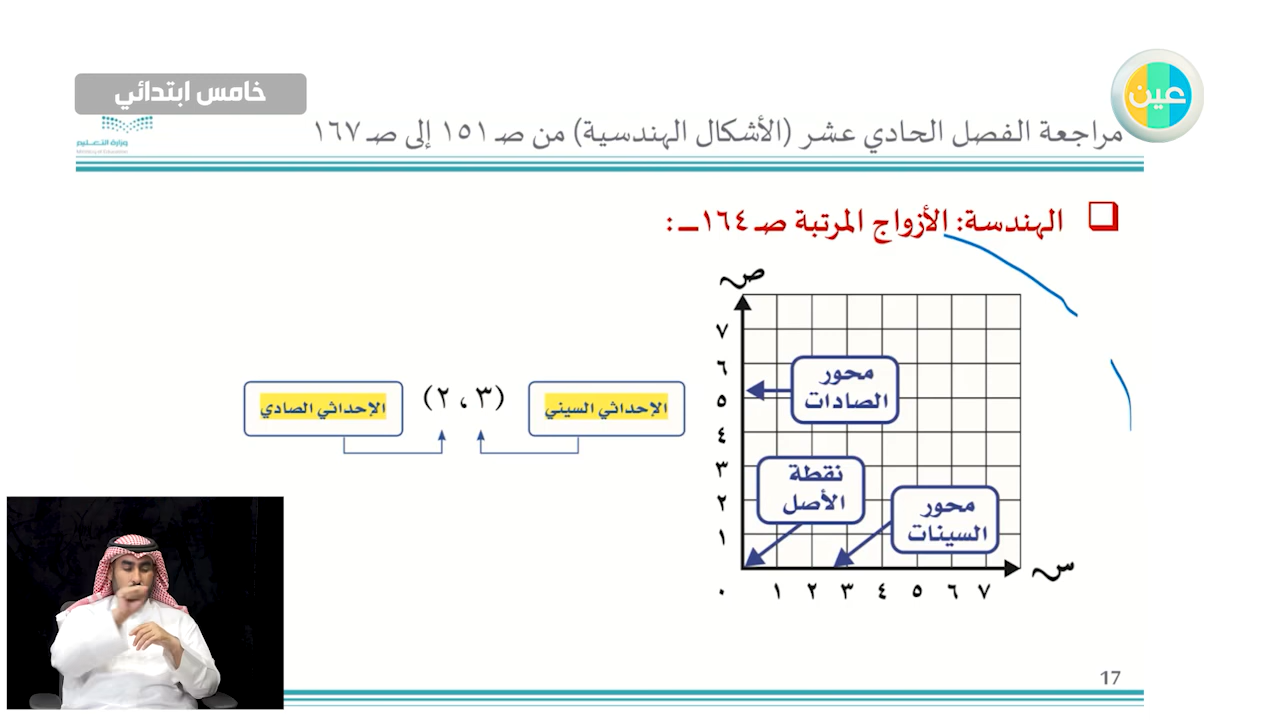 خامس ابتدائي
عين
وزارة التعليم
مراجعة الفصل الحادي عشر (الأشكال الهندسية) من صـ ١٥١ إلى صـ ١٦٧
الهندسة: الأزواج المرتبة صـ ١٦٤ــ :
ص
٧
٦
٥
٤
٣
٢
١
محور
الصادات
نقطة
الأصل
محور
السينات
س
٠ ١ ٢ ٣ ٤ ٥ ٦ ٧
الإحداثي السيني
(٣ ، ٢)
الإحداثي الصادي
17